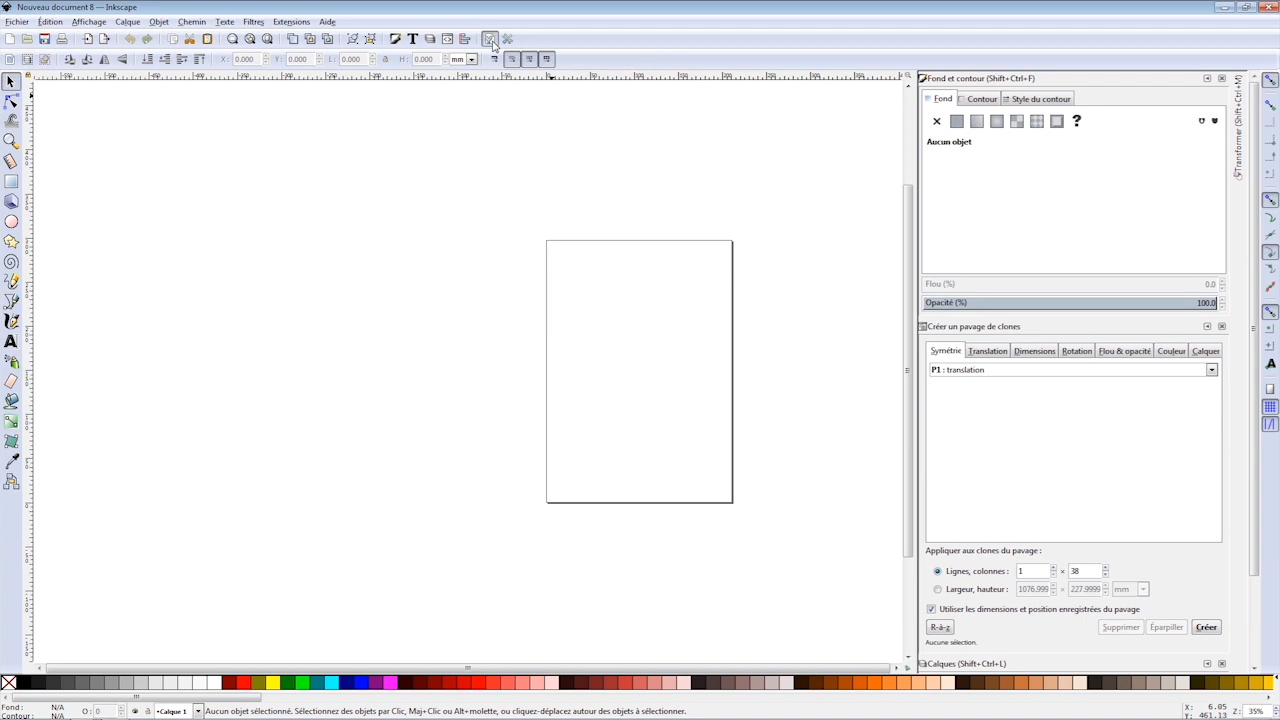 Nouveau document 8 — Inkscape
Fichier Édition Affichage Calque Objet Chemin Texte Filtres Extensions Aide
X: 0.000 Y: 0.000 L: 0.000 H: 0.000 mm
Fond et contour (Shift+Ctrl+F)
Fond Contour Style du contour
?
Aucun objet
Flou (%) 0.0
Opacité (%) 100.0
Créer un pavage de clones
Symétrie Translation Dimensions Rotation Flou & opacité Couleur Calquer
P1 : translation
Appliquer aux clones du pavage :
Lignes, colonnes : 1 × 38
Largeur, hauteur : 1076.999 × 227.9999 mm
Utiliser les dimensions et position enregistrées du pavage
R-à-z Supprimer Éparpiller Créer
Aucune sélection.
Calques (Shift+Ctrl+L)
Transformer (Shift+Ctrl+M)
Fond : N/A
Contour : N/A
O : 0
•Calque 1
Aucun objet sélectionné. Sélectionnez des objets par Clic, Maj+Clic ou Alt+molette, ou cliquez-déplacez autour des objets à sélectionner.
X: 6.05
Y: 461.13
Z: 35%